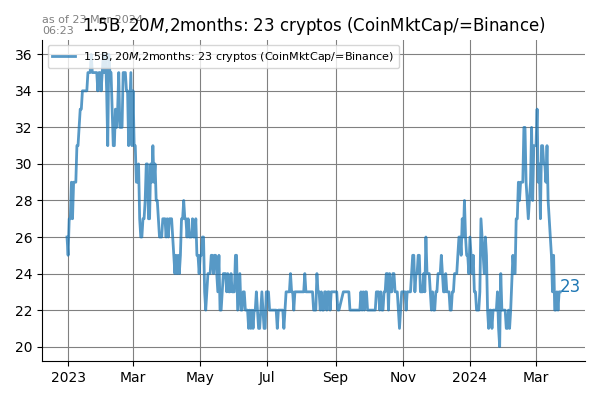 as of 23 Mar 2024
06:23
1.5B, 20M,2months: 23 cryptos (CoinMktCap/=Binance)
1.5B, 20M,2months: 23 cryptos (CoinMktCap/=Binance)
36
34
32
30
28
26
24
22
20
23
2023 Mar May Jul Sep Nov 2024 Mar